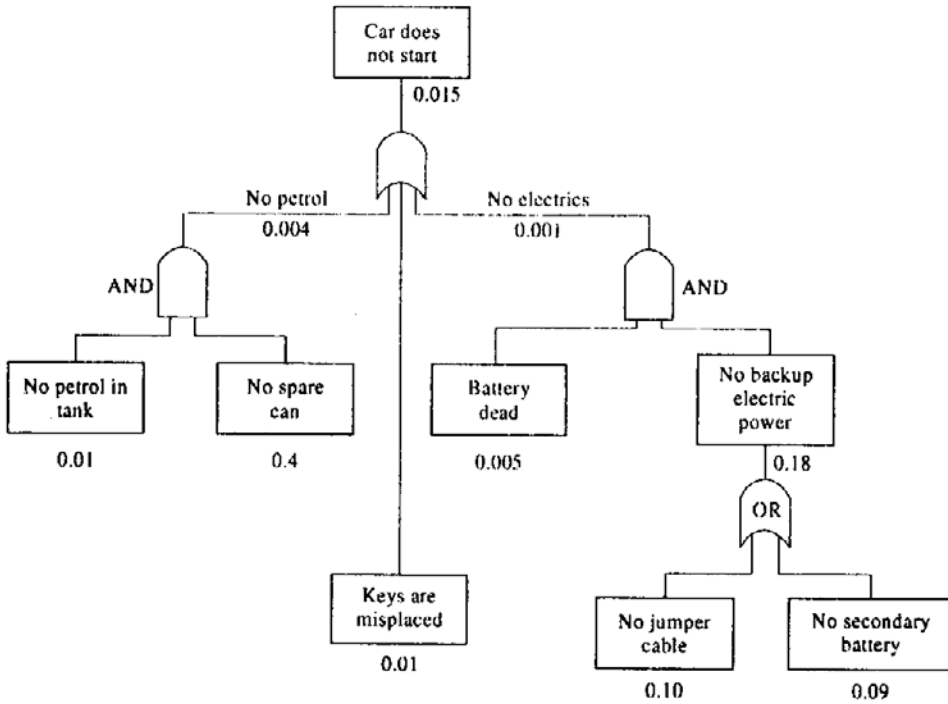 Car does
not start
0.015
No petrol
0.004
No electrics
0.001
AND
AND
No petrol in
tank
0.01
No spare
can
0.4
Battery
dead
0.005
No backup
electric
power
0.18
OR
Keys are
misplaced
0.01
No jumper
cable
0.10
No secondary
battery
0.09